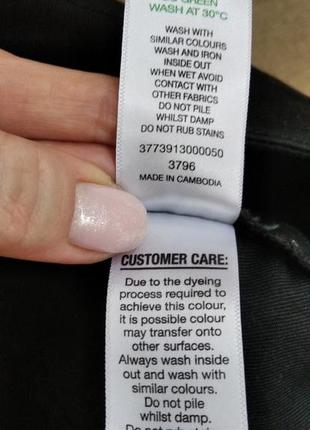 GREEN
WASH AT 30°C
WASH WITH
SIMILAR COLOURS
WASH AND IRON
INSIDE OUT
WHEN WET AVOID
CONTACT WITH
OTHER FABRICS
DO NOT PILE
WHILST DAMP
DO NOT RUB STAINS
3773913000050
3796
MADE IN CAMBODIA
CUSTOMER CARE:
Due to the dyeing
process required to
achieve this colour,
it is possible colour
may transfer onto
other surfaces.
Always wash inside
out and wash with
similar colours.
Do not pile
whilst damp.